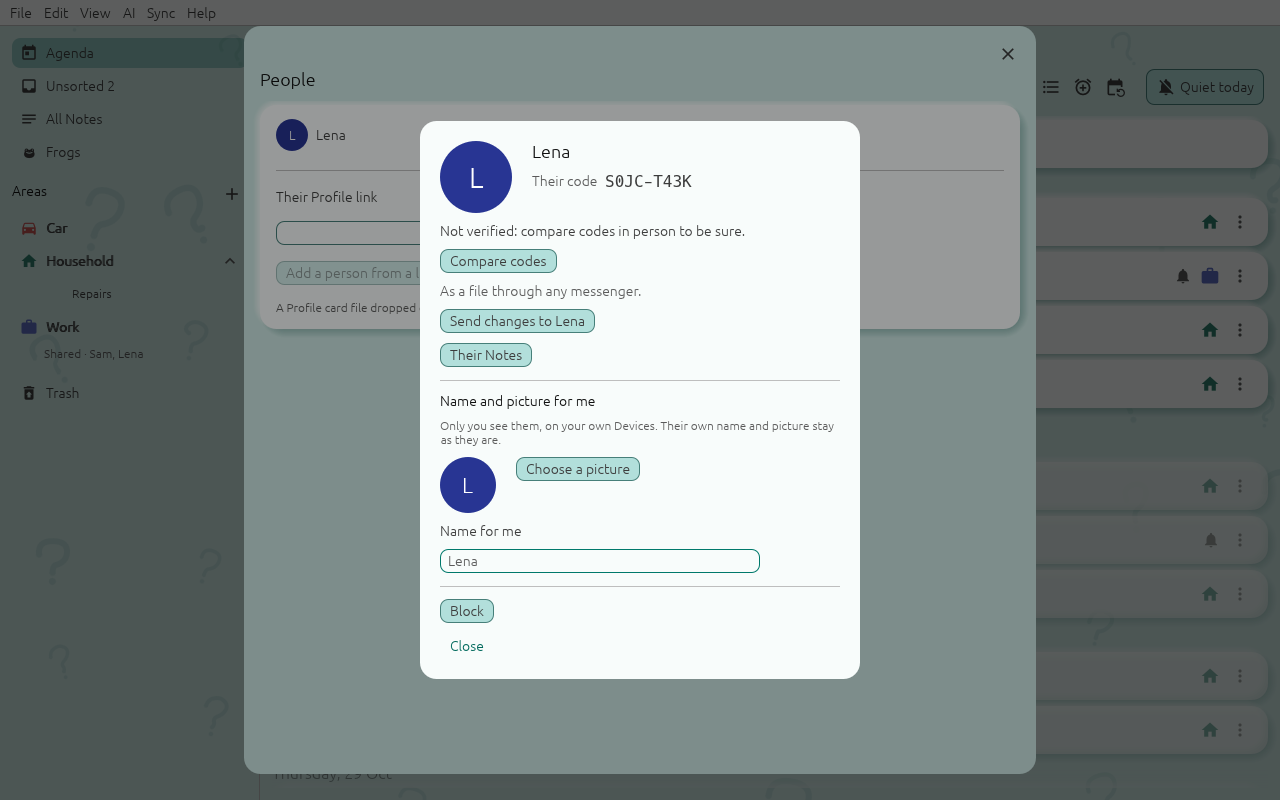 File Edit View AI Sync Help
Agenda
Unsorted 2
All Notes
Frogs
Areas
Car
Household
Repairs
Work
Shared · Sam, Lena
Trash
People
L Lena
Their Profile link
Add a person from a l
A Profile card file dropped
Quiet today
L
Lena
Their code S0JC-T43K
Not verified: compare codes in person to be sure.
Compare codes
As a file through any messenger.
Send changes to Lena
Their Notes
Name and picture for me
Only you see them, on your own Devices. Their own name and picture stay
as they are.
L
Choose a picture
Name for me
Lena
Block
Close
Thursday, 29 Oct